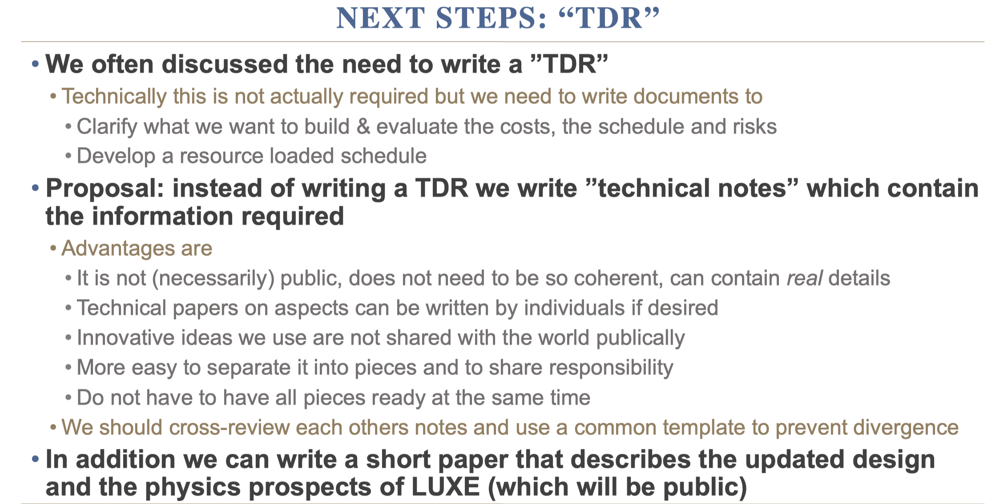 NEXT STEPS: “TDR”
• We often discussed the need to write a ”TDR”
• Technically this is not actually required but we need to write documents to
• Clarify what we want to build & evaluate the costs, the schedule and risks
• Develop a resource loaded schedule
• Proposal: instead of writing a TDR we write ”technical notes” which contain
the information required
• Advantages are
• It is not (necessarily) public, does not need to be so coherent, can contain real details
• Technical papers on aspects can be written by individuals if desired
• Innovative ideas we use are not shared with the world publically
• More easy to separate it into pieces and to share responsibility
• Do not have to have all pieces ready at the same time
• We should cross-review each others notes and use a common template to prevent divergence
• In addition we can write a short paper that describes the updated design
and the physics prospects of LUXE (which will be public)